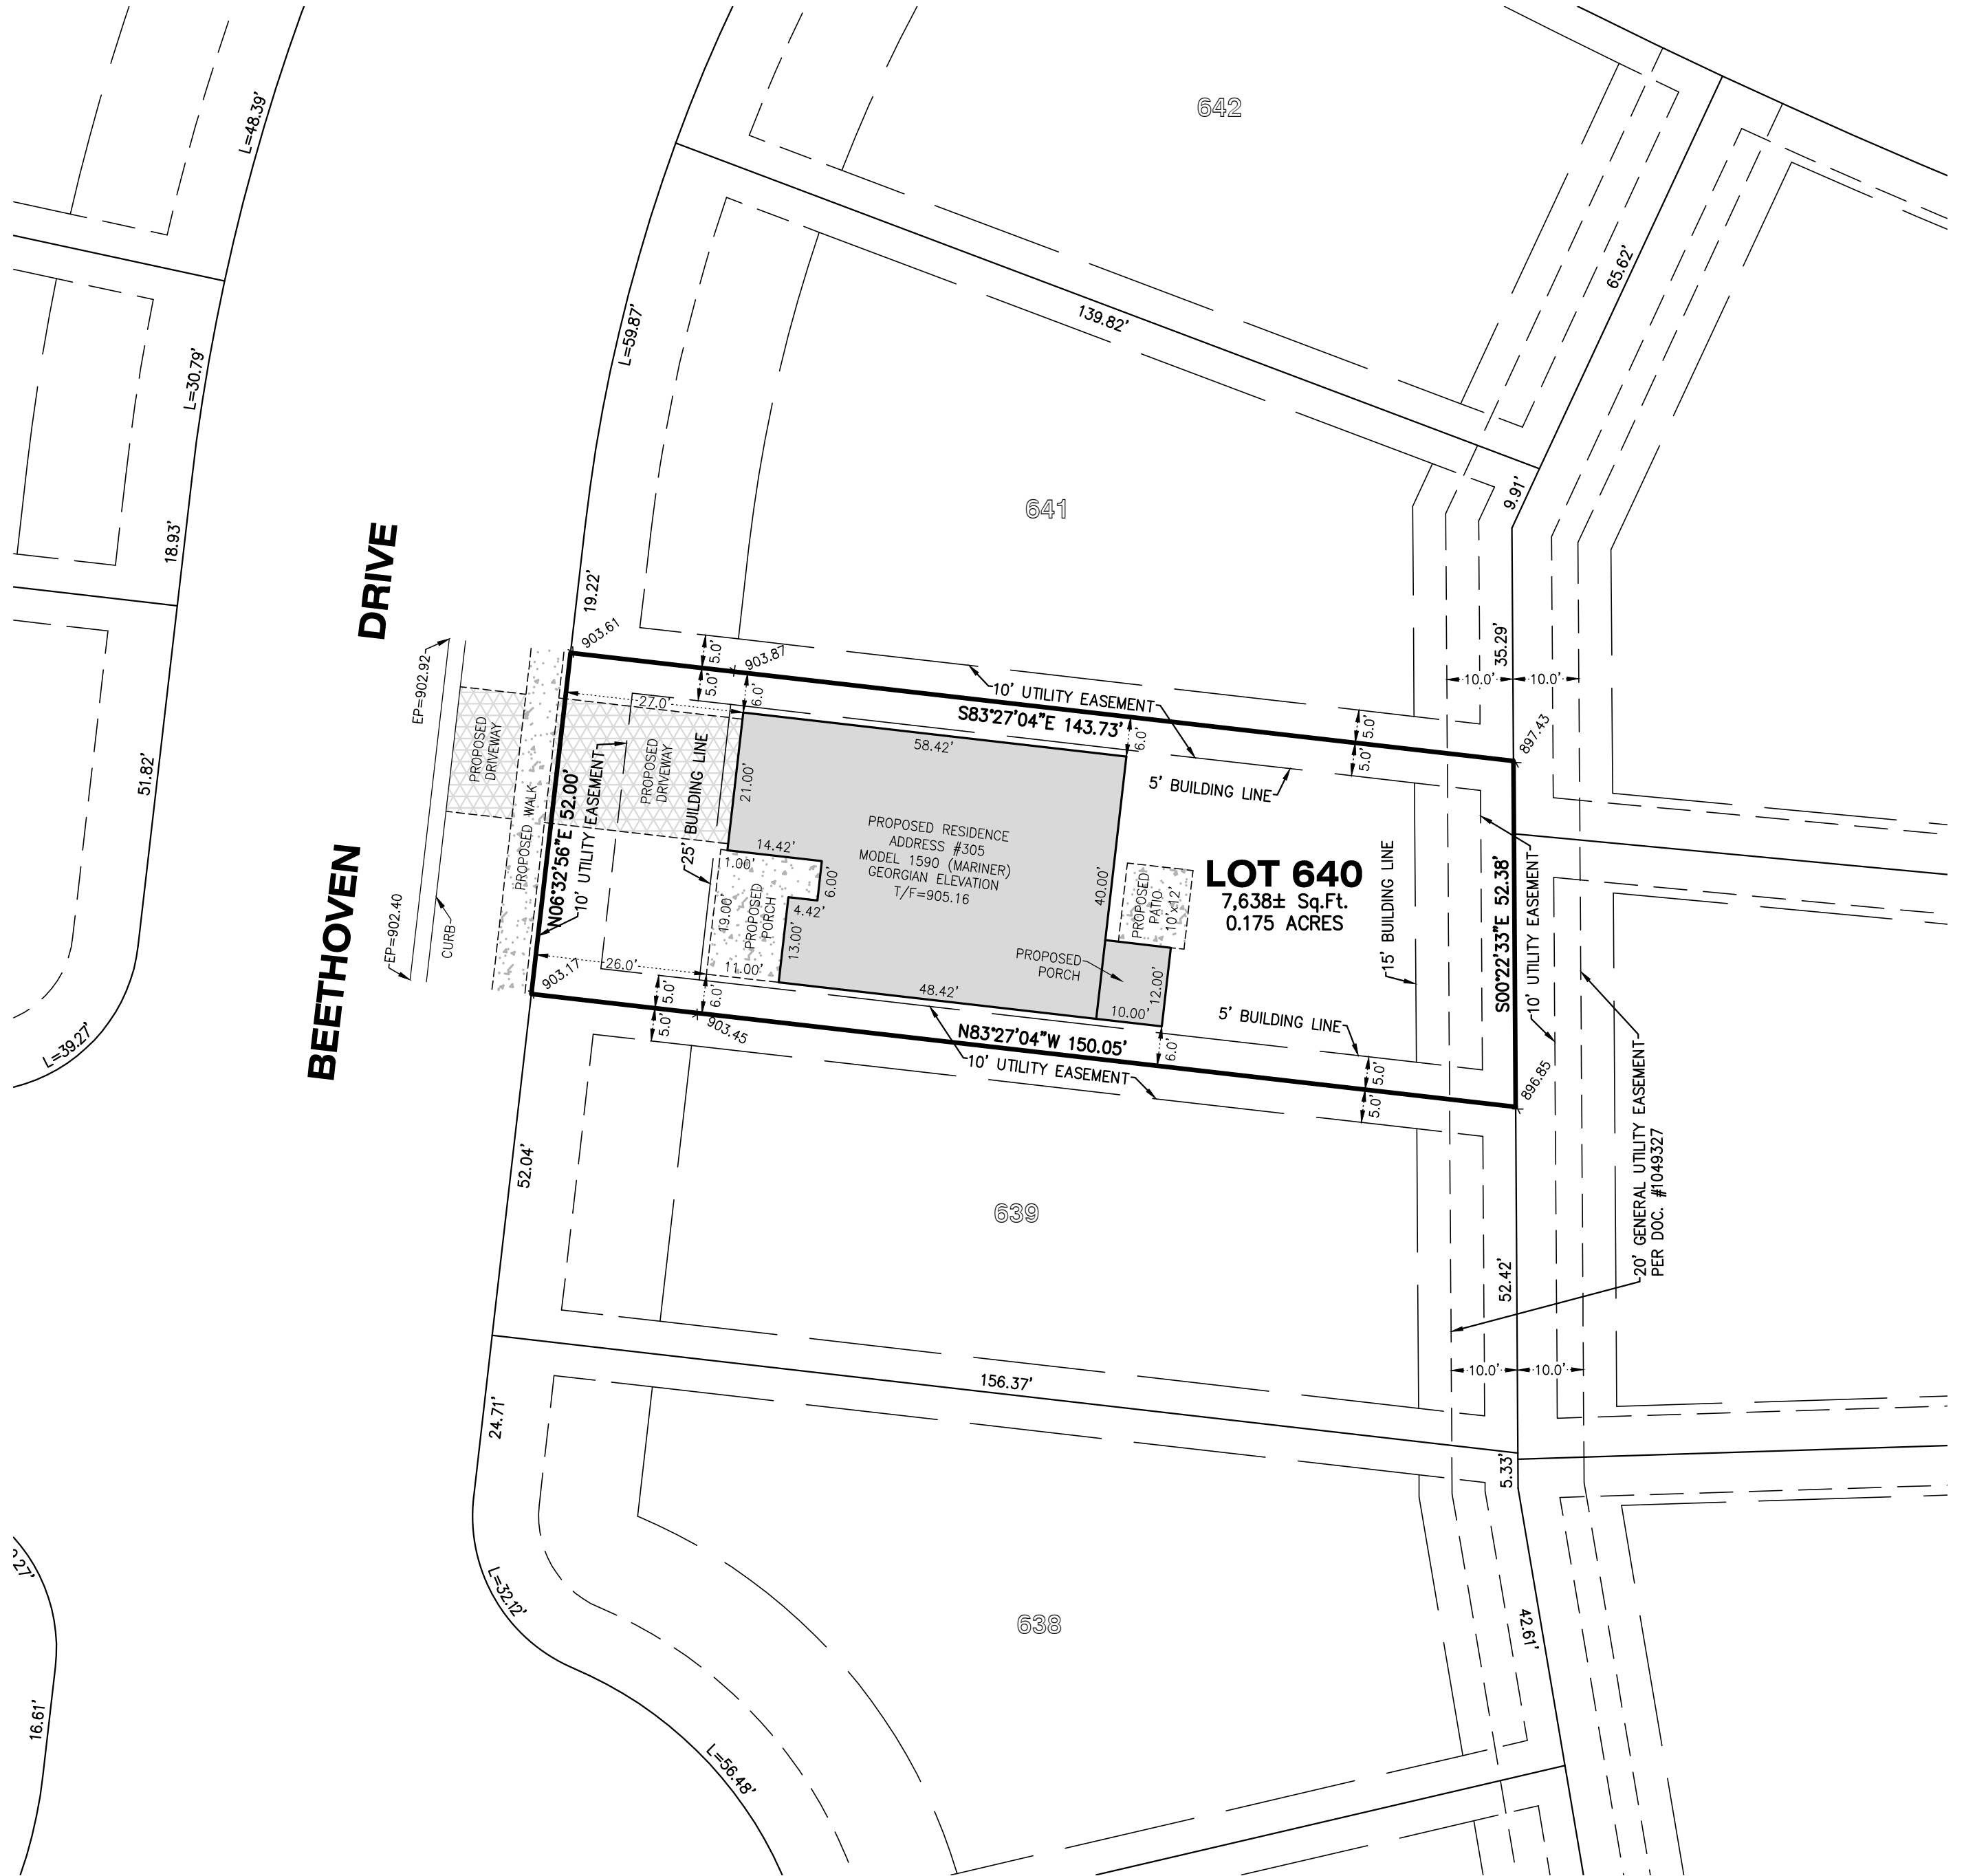 642
L=48.39'
65.62'
L=59.87'
139.82'
L=30.79'
9.91'
641
18.93'
DRIVE
19.22'
35.29'
903.61
903.87
5.0'
5.0'
6.0'
10' UTILITY EASEMENT
10.0'
10.0'
EP=902.92
27.0'
S83°27'04"E 143.73'
6.0'
5.0'
5.0'
897.43
58.42'
PROPOSED
DRIVEWAY
PROPOSED
DRIVEWAY
25' BUILDING LINE
21.00'
5' BUILDING LINE
51.82'
PROPOSED WALK
N06°32'56"E 52.00'
10' UTILITY EASEMENT
PROPOSED RESIDENCE
ADDRESS #305
MODEL 1590 (MARINER)
GEORGIAN ELEVATION
T/F=905.16
14.42'
1.00'
6.00'
4.42'
19.00'
PROPOSED
PORCH
13.00'
11.00'
40.00'
PROPOSED
PATIO
10'x12'
LOT 640
7,638± Sq.Ft.
0.175 ACRES
15' BUILDING LINE
S00°22'33"E 52.38'
10' UTILITY EASEMENT
BEETHOVEN
EP=902.40
CURB
903.17
26.0'
PROPOSED
PORCH
48.42'
12.00'
10.00'
5.0'
5.0'
6.0'
903.45
N83°27'04"W 150.05'
10' UTILITY EASEMENT
6.0'
5' BUILDING LINE
5.0'
5.0'
896.85
L=39.27'
52.04'
20' GENERAL UTILITY EASEMENT
PER DOC. #1049327
639
52.42'
10.0'
10.0'
156.37'
24.71'
5.33'
L=32.12'
638
42.61'
16.61'
L=56.48'